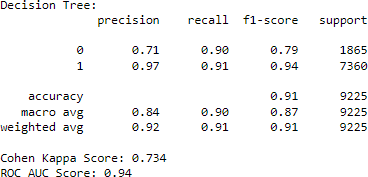 Decision Tree:
precision recall f1-score support
0 0.71 0.90 0.79 1865
1 0.97 0.91 0.94 7360
accuracy 0.91 9225
macro avg 0.84 0.90 0.87 9225
weighted avg 0.92 0.91 0.91 9225
Cohen Kappa Score: 0.734
ROC AUC Score: 0.94